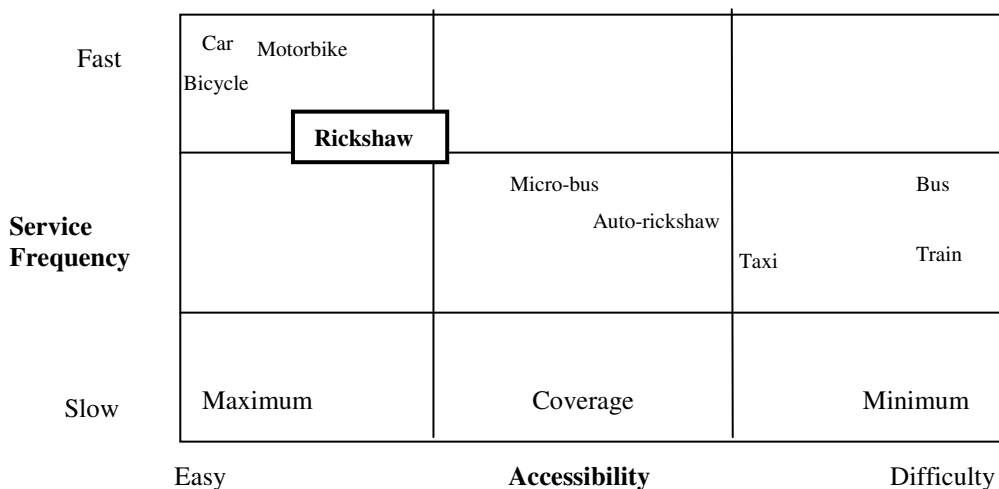 Fast
Car
Motorbike
Bicycle
Rickshaw
Micro-bus
Bus
Auto-rickshaw
Service
Frequency
Taxi
Train
Slow
Maximum
Coverage
Minimum
Easy
Accessibility
Difficulty